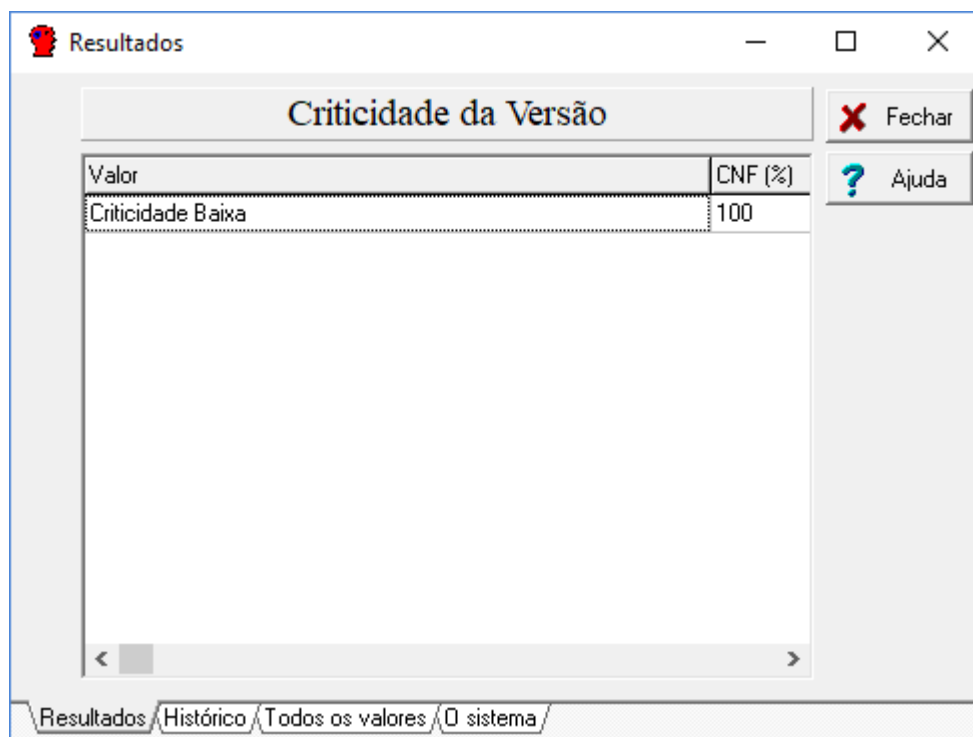 Resultados
Criticidade da Versão
Fechar
Valor CNF (%)
Ajuda
Criticidade Baixa 100
Resultados Histórico Todos os valores O sistema